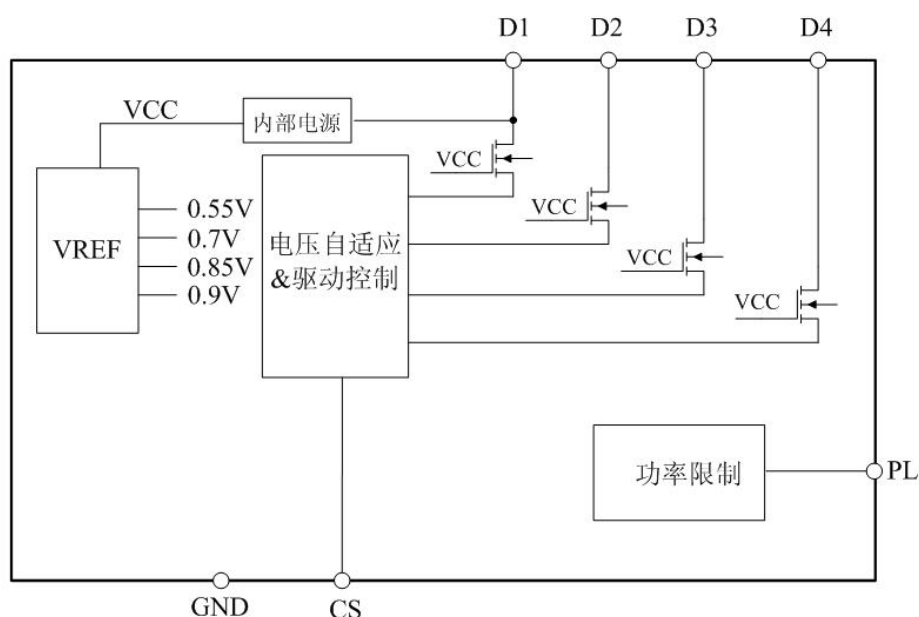 D1 D2 D3 D4
VCC
内部电源
VCC
VREF
0.55V
0.7V
0.85V
0.9V
电压自适应
&驱动控制
VCC
VCC
VCC
功率限制
PL
GND CS